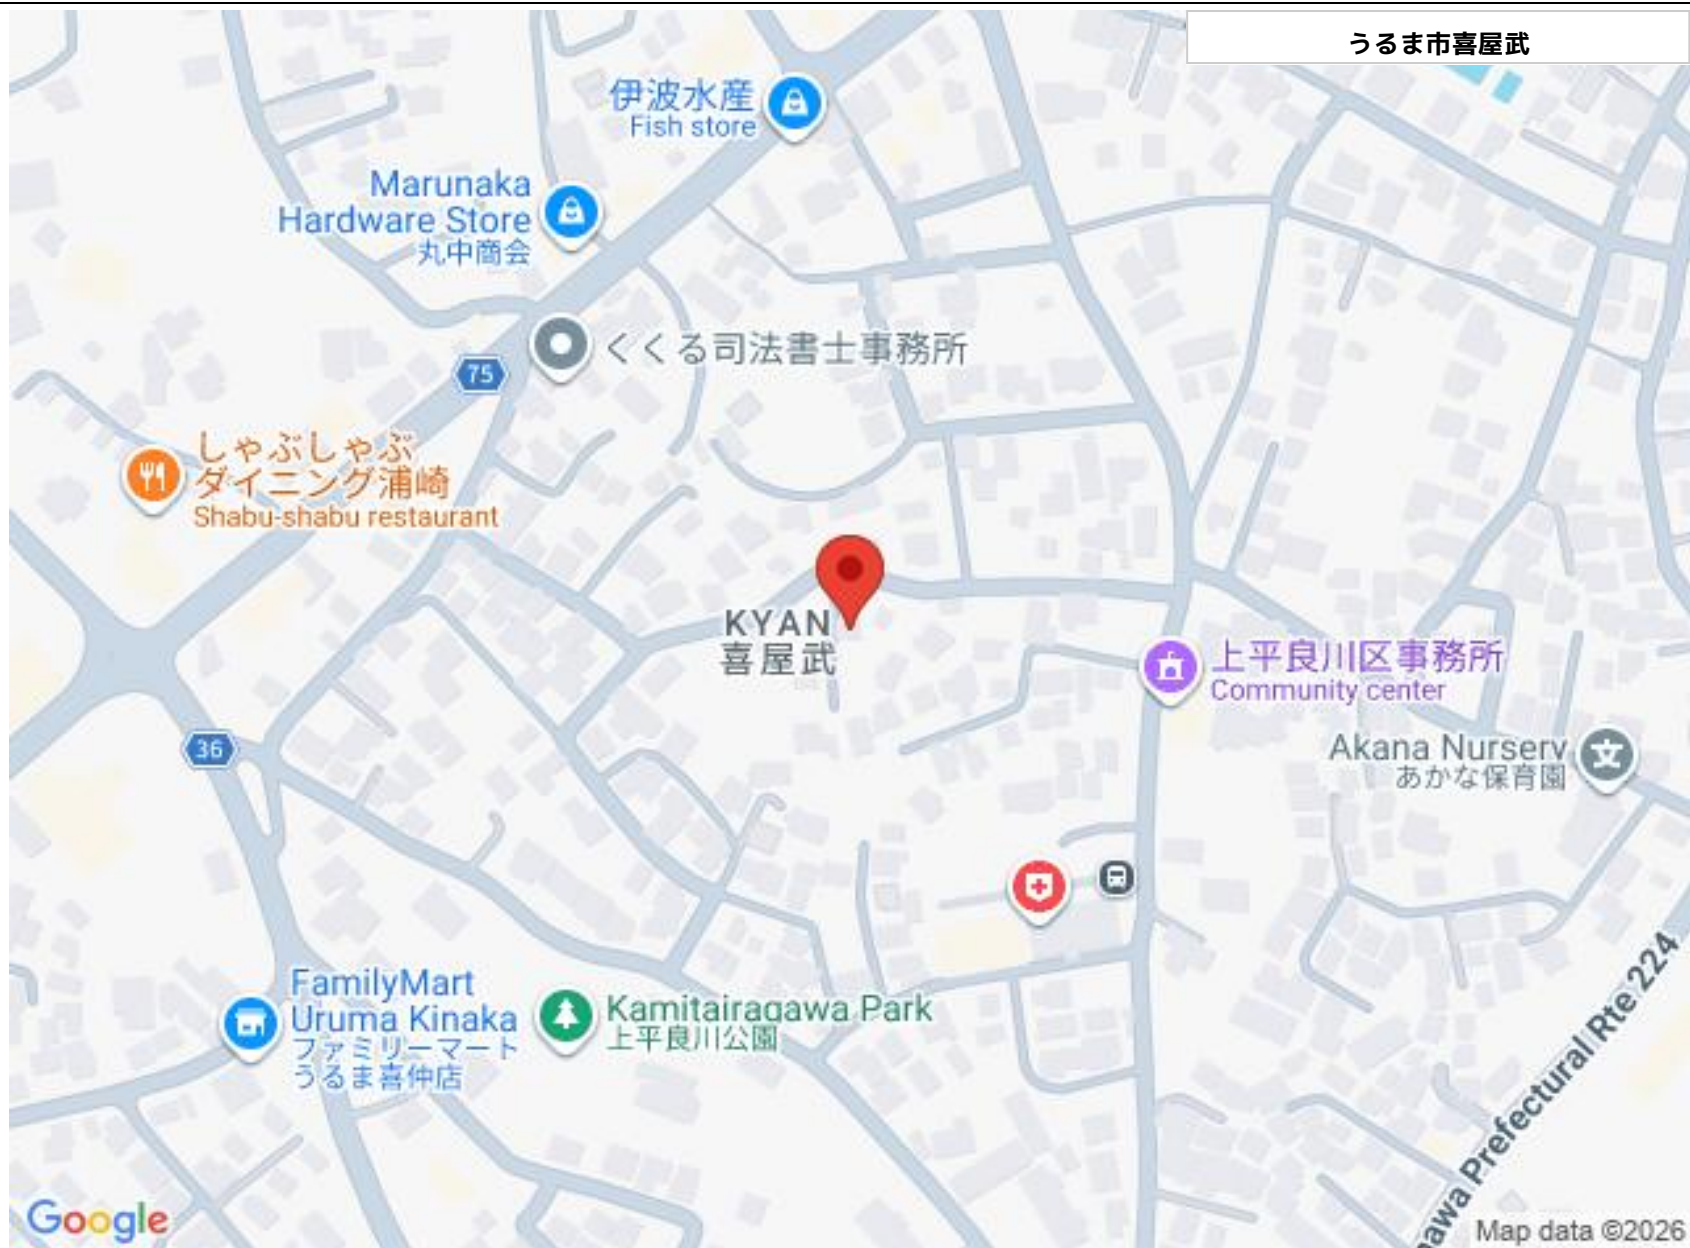 うるま市喜屋武
伊波水産
Fish store
Marunaka
Hardware Store
丸中商会
くくる司法書士事務所
75
しゃぶしゃぶ
ダイニング浦崎
Shabu-shabu restaurant
KYAN
喜屋武
上平良川区事務所
Community center
36
Akana Nursery
あかな保育園
FamilyMart
Uruma Kinaka
ファミリーマート
うるま喜仲店
Kamitairagawa Park
上平良川公園
awa Prefectural Rte 224
Google
Map data ©2026